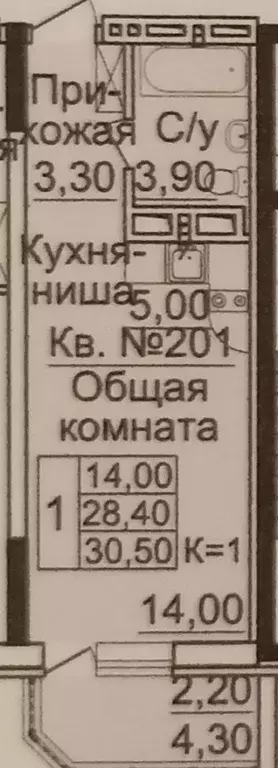 При-
хожая
3,30
С/у
3,90
Кухня-
ниша
5,00
Кв. №201
Общая
комната
1
14,00
28,40
30,50
К=1
14,00
2,20
4,30